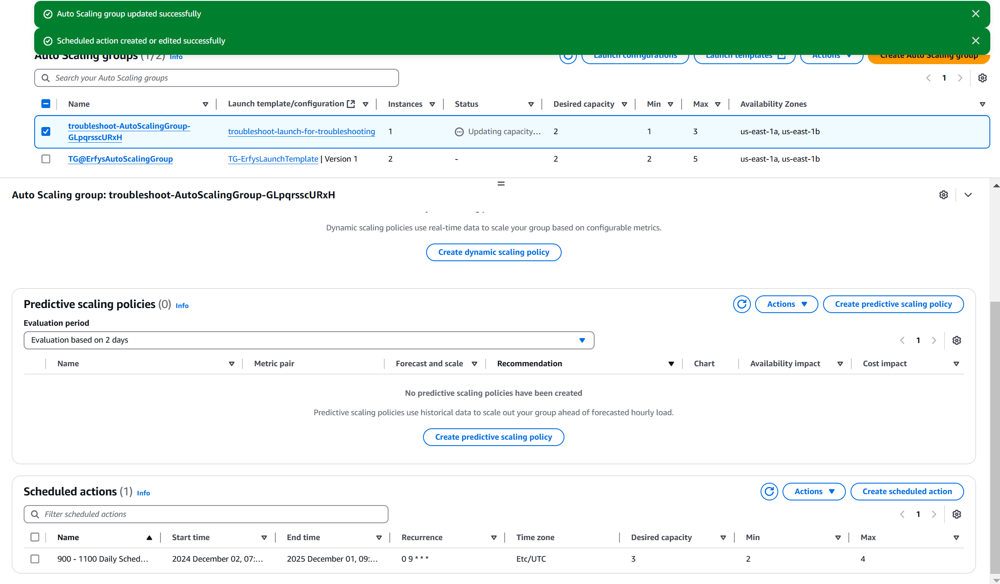 Auto Scaling group updated successfully
Scheduled action created or edited successfully
Auto Scaling groups (1/2) Info
Launch configurations
Launch templates
Actions
Create Auto Scaling group
Search your Auto Scaling groups
1
Name Launch template/configuration Instances Status Desired capacity Min Max Availability Zones
troubleshoot-AutoScalingGroup-
GLpqrsscURxH
troubleshoot-launch-for-troubleshooting 1 Updating capacity... 2 1 3 us-east-1a, us-east-1b
TG@ErfysAutoScalingGroup TG-ErfysLaunchTemplate | Version 1 2 - 2 2 5 us-east-1a, us-east-1b
Auto Scaling group: troubleshoot-AutoScalingGroup-GLpqrsscURxH
Dynamic scaling policies use real-time data to scale your group based on configurable metrics.
Create dynamic scaling policy
Predictive scaling policies (0) Info
Actions
Create predictive scaling policy
Evaluation period
Evaluation based on 2 days
1
Name Metric pair Forecast and scale Recommendation Chart Availability impact Cost impact
No predictive scaling policies have been created
Predictive scaling policies use historical data to scale out your group ahead of forecasted hourly load.
Create predictive scaling policy
Scheduled actions (1) Info
Actions
Create scheduled action
Filter scheduled actions
1
Name Start time End time Recurrence Time zone Desired capacity Min Max
900 - 1100 Daily Sched... 2024 December 02, 07:... 2025 December 01, 09:... 0 9 * * * Etc/UTC 3 2 4